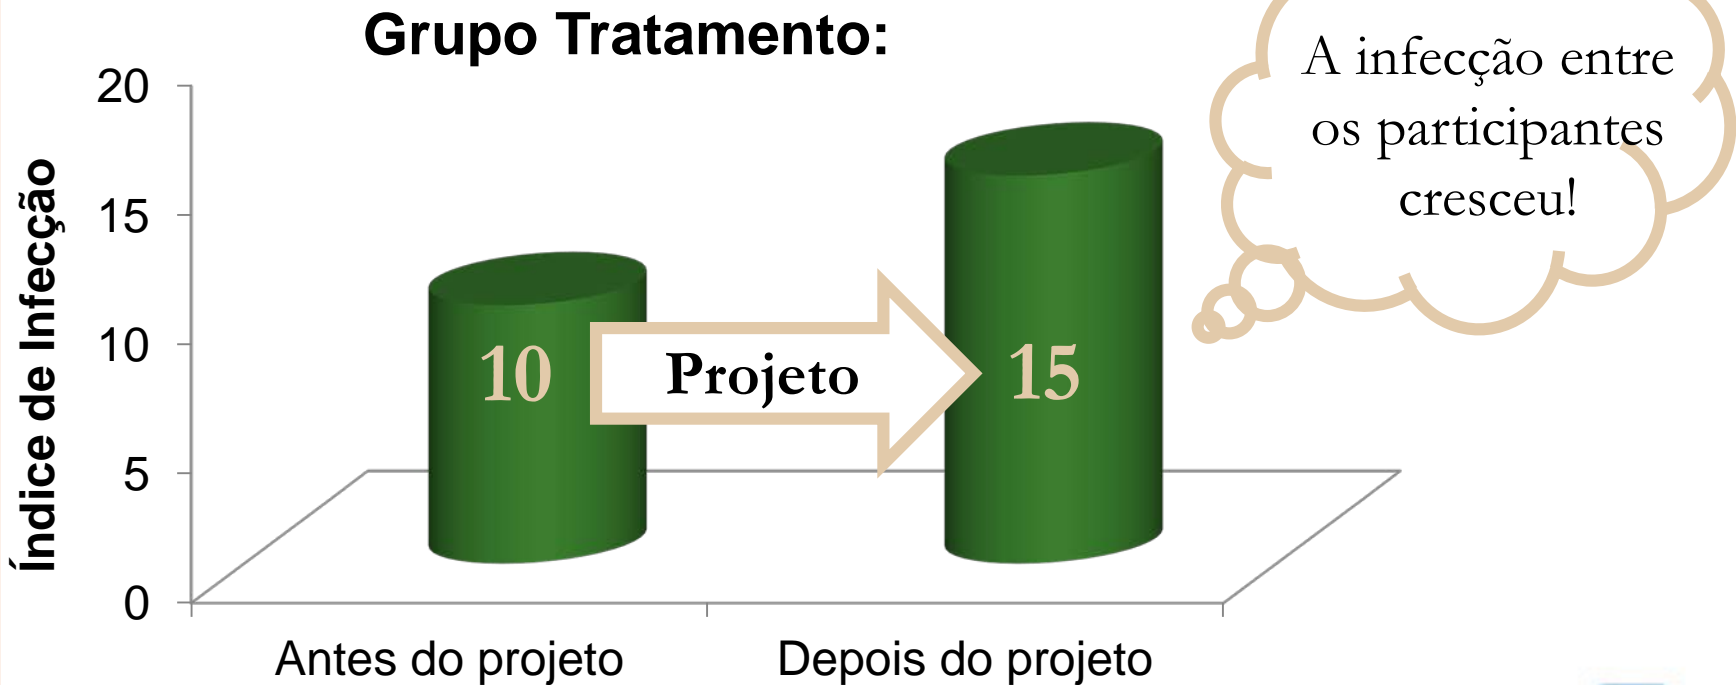 Grupo Tratamento:
A infecção entre
os participantes
cresceu!
Índice de Infecção
20
15
10
5
0
10
Projeto
15
Antes do projeto
Depois do projeto